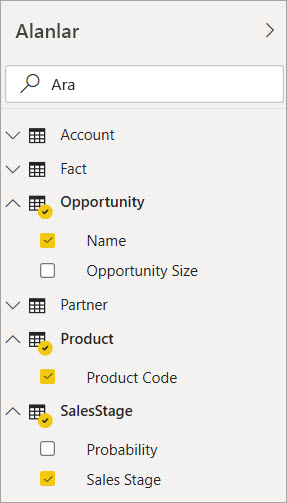 Alanlar
Ara
Account
Fact
Opportunity
Name
Opportunity Size
Partner
Product
Product Code
SalesStage
Probability
Sales Stage